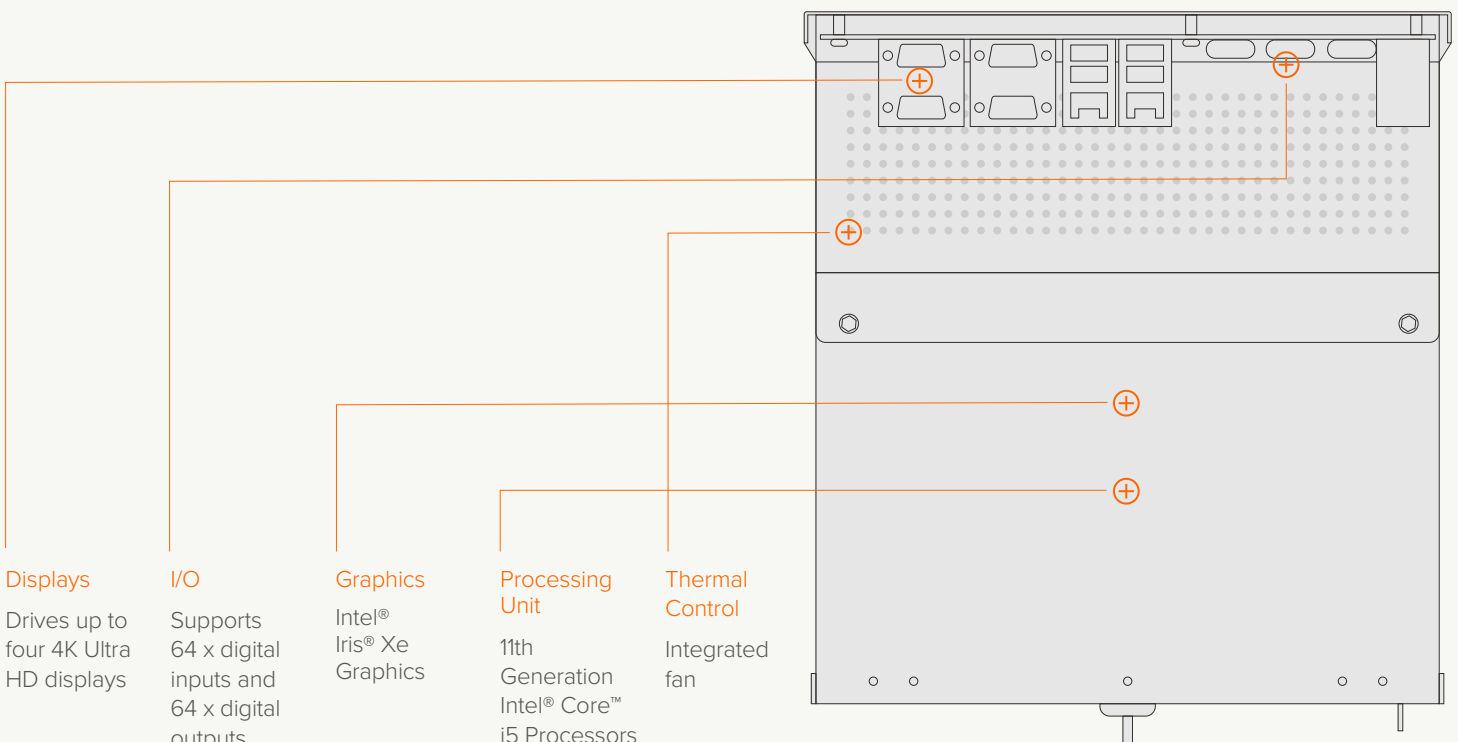 Displays
Drives up to
four 4K Ultra
HD displays
I/O
Supports
64 x digital
inputs and
64 x digital
outputs
Graphics
Intel®
Iris® Xe
Graphics
Processing
Unit
11th
Generation
Intel® Core™
i5 Processors
Thermal
Control
Integrated
fan